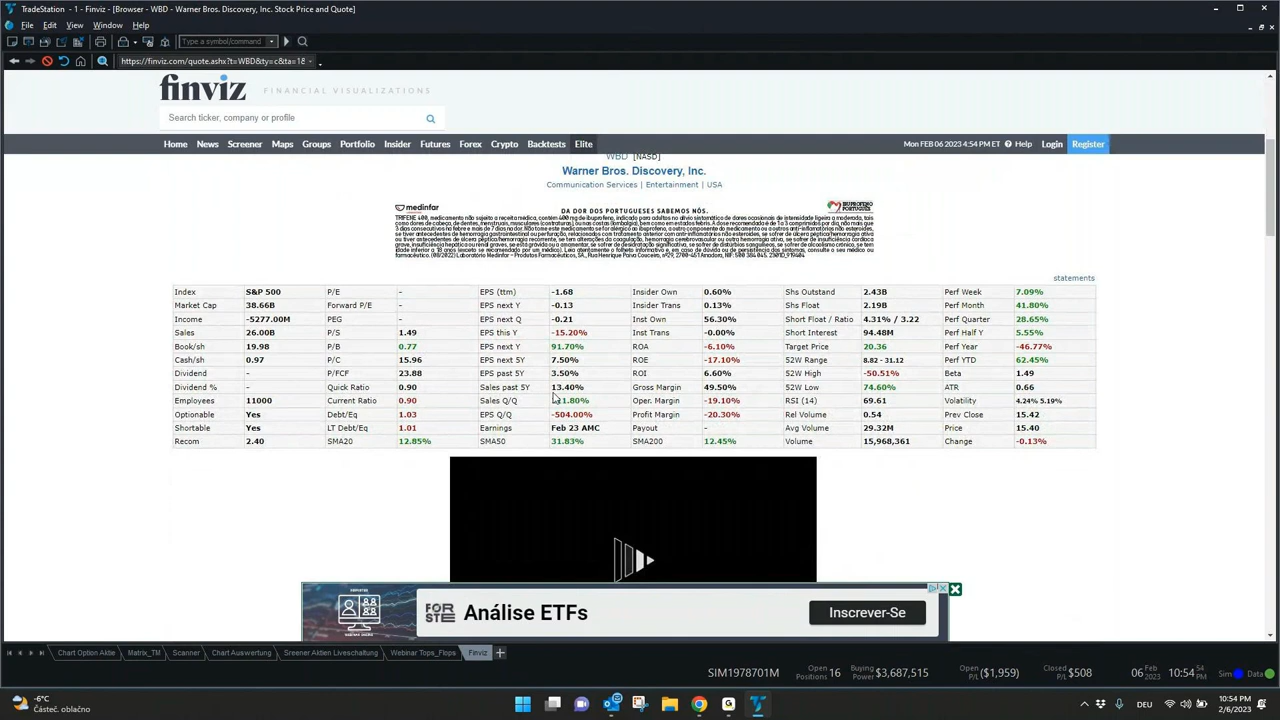 TradeStation - 1 - Finviz - [Browser - WBD - Warner Bros. Discovery, Inc. Stock Price and Quote]
File Edit View Window Help
Type a symbol/command
https://finviz.com/quote.ashx?t=WBD&ty=c&ta=1&
finviz FINANCIAL VISUALIZATIONS
Search ticker, company or profile
Home News Screener Maps Groups Portfolio Insider Futures Forex Crypto Backtests Elite Mon FEB 06 2023 4:54 PM ET Help Login Register
WBD [NASD]
Warner Bros. Discovery, Inc.
Communication Services | Entertainment | USA
medinfar DA DOR DOS PORTUGUESES SABEMOS NÓS. IBUPROFENO PORTUGUÊS
statements
Index S&P 500 P/E - EPS (ttm) -1.68 Insider Own 0.60% Shs Outstand 2.43B Perf Week 7.09%
Market Cap 38.66B Forward P/E - EPS next Y -0.13 Insider Trans 0.13% Shs Float 2.19B Perf Month 41.80%
Income -5277.00M PEG - EPS next Q -0.21 Inst Own 56.30% Short Float / Ratio 4.31% / 3.22 Perf Quarter 28.65%
Sales 26.00B P/S 1.49 EPS this Y -15.20% Inst Trans -0.00% Short Interest 94.48M Perf Half Y 5.55%
Book/sh 19.98 P/B 0.77 EPS next Y 91.70% ROA -6.10% Target Price 20.36 Perf Year -46.77%
Cash/sh 0.97 P/C 15.96 EPS next 5Y 7.50% ROE -17.10% 52W Range 8.82 - 31.12 Perf YTD 62.45%
Dividend - P/FCF 23.88 EPS past 5Y 3.50% ROI 6.60% 52W High -50.51% Beta 1.49
Dividend % - Quick Ratio 0.90 Sales past 5Y 13.40% Gross Margin 49.50% 52W Low 74.60% ATR 0.66
Employees 11000 Current Ratio 0.90 Sales Q/Q Oper. Margin -19.10% RSI (14) 69.61 Volatility 4.24% 5.19%
Optionable Yes Debt/Eq 1.03 EPS Q/Q -504.00% Profit Margin -20.30% Rel Volume 0.54 Prev Close 15.42
Shortable Yes LT Debt/Eq 1.01 Earnings Feb 23 AMC Payout - Avg Volume 29.32M Price 15.40
Recom 2.40 SMA20 12.85% SMA50 31.83% SMA200 12.45% Volume 15,968,361 Change -0.13%
FOR STE Análise ETFs Inscrever-Se
Chart Option Aktie Matrix_TM Scanner Chart Auswertung Sreener Aktien Liveschaltung Webinar Tops_Flops Finviz
SIM1978701M Open Positions 16 Buying Power $3,687,515 Open P/L ($1,959) Closed P/L $508 06 Feb 2023 10:54 54 PM Sim Data
-6°C
Částeč. oblačno
DEU
10:54 PM
2/6/2023